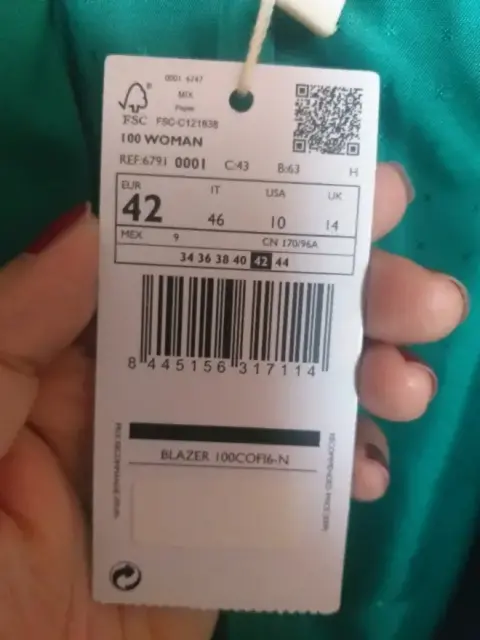 0001 6747
MIX
Paper
FSC FSC-C121838
100 WOMAN
REF:6791 0001 C:43 B:63 H
EUR IT USA UK
42 46 10 14
MEX 9 CN 170/96A
34 36 38 40 42 44
8 445156 317114
BLAZER 100COFI6-N